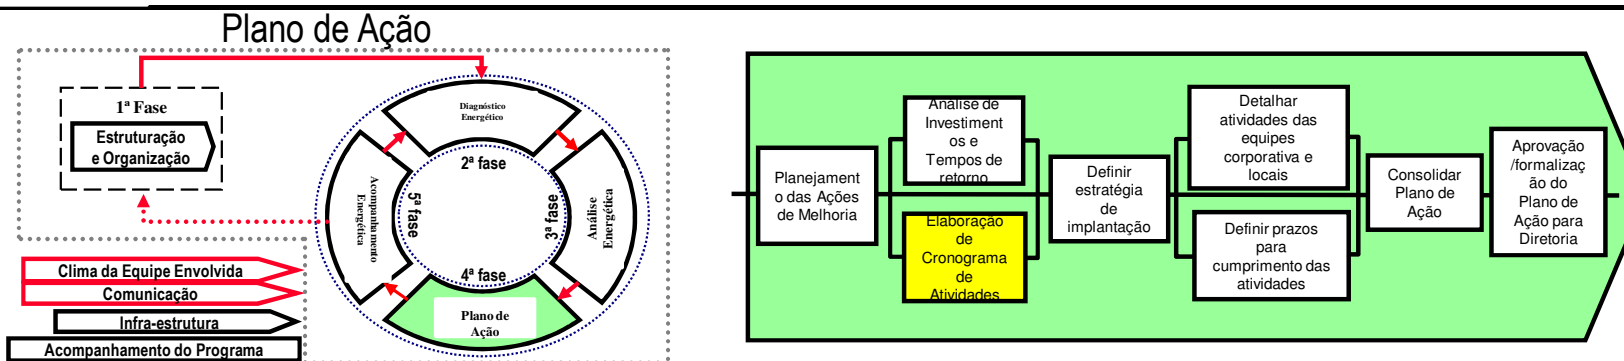 Plano de Ação
1ª Fase
Estruturação
e Organização
Diagnóstico
Energético
2ª fase
Análise
Energética
3ª fase
4ª fase
Plano de
Ação
Acompanhamento
Energético
5ª fase
Clima da Equipe Envolvida
Comunicação
Infra-estrutura
Acompanhamento do Programa
Planejament
o das Ações
de Melhoria
Análise de
Investiment
os e
Tempos de
retorno
Elaboração
de
Cronograma
de
Atividades
Definir
estratégia
de
implantação
Detalhar
atividades das
equipes
corporativa e
locais
Definir prazos
para
cumprimento das
atividades
Consolidar
Plano de
Ação
Aprovação
/formalizaç
ão do
Plano de
Ação para
Diretoria